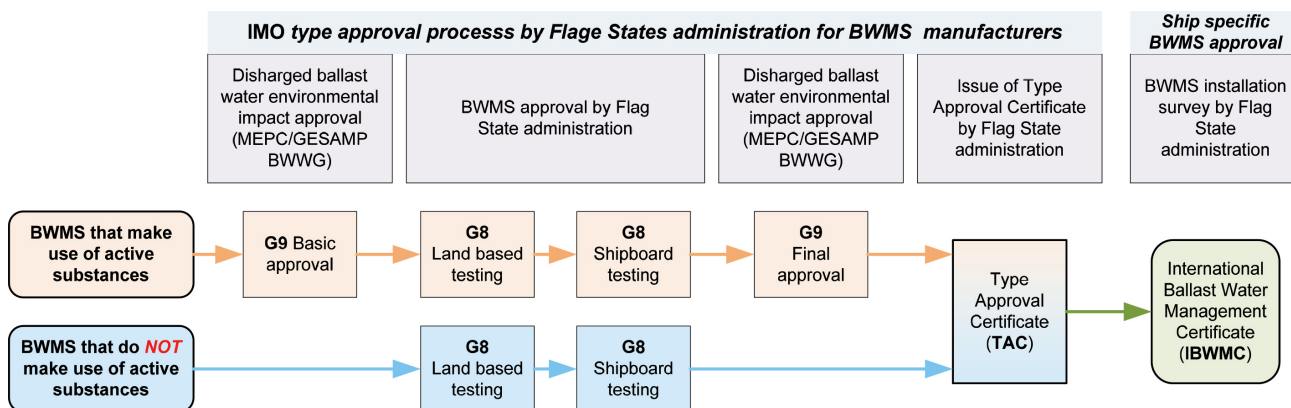 IMO type approval processs by Flage States administration for BWMS manufacturers
Ship specific
BWMS approval
Disharged ballast
water environmental
impact approval
(MEPC/GESAMP
BWWG)
BWMS approval by Flag
State administration
Disharged ballast
water environmental
impact approval
(MEPC/GESAMP
BWWG)
Issue of Type
Approval Certificate
by Flag State
administration
BWMS installation
survey by Flag
State
administration
BWMS that make
use of active
substances
G9 Basic
approval
G8
Land based
testing
G8
Shipboard
testing
G9
Final
approval
Type
Approval
Certificate
(TAC)
International
Ballast Water
Management
Certificate
(IBWMC)
BWMS that do NOT
make use of active
substances
G8
Land based
testing
G8
Shipboard
testing